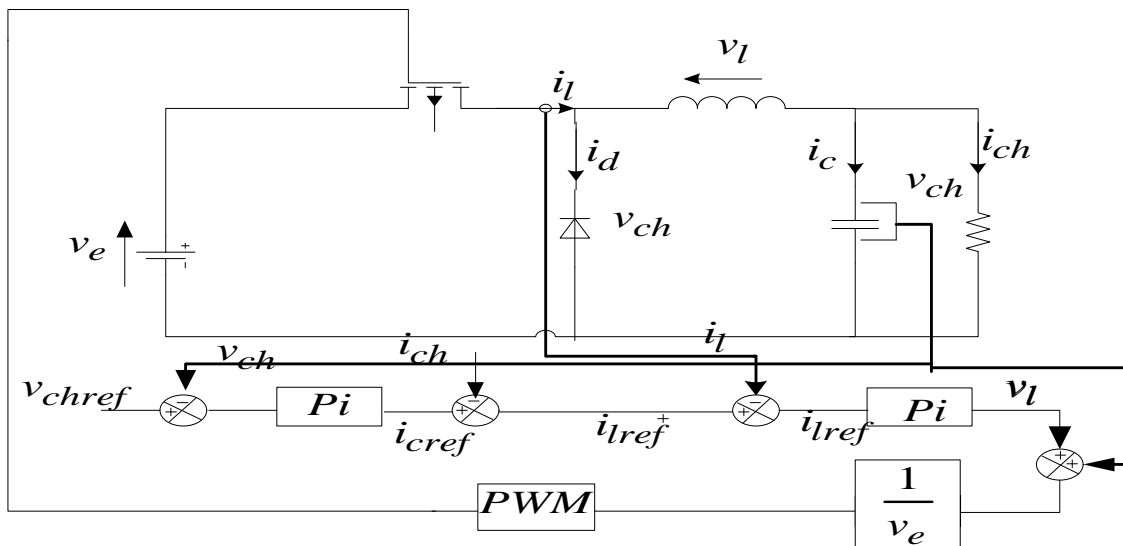 v_l
i_l
i_d
i_c
i_ch
v_ch
v_ch
v_e
+
-
v_ch
i_ch
i_l
v_chref
+ -
Pi
i_cref
+ -
i_lref
+
-
i_lref
Pi
v_l
+ +
PWM
1
v_e